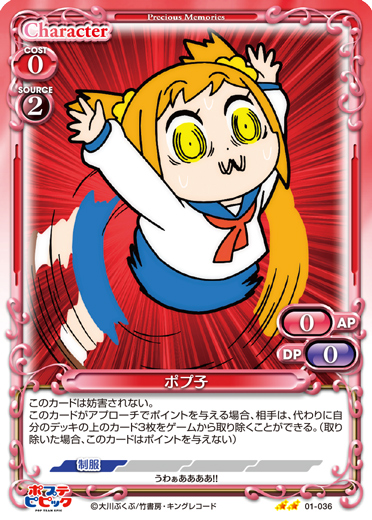 Precious Memories
Character
COST
0
SOURCE
2
0 AP
DP 0
ポプ子
このカードは妨害されない。
このカードがアプローチでポイントを与える場合、相手は、代わりに自
分のデッキの上のカード3枚をゲームから取り除くことができる。（取り
除いた場合、このカードはポイントを与えない）
制服
うわぁああああ!!
ポプテ
ピピック
POP TEAM EPIC
©大川ぶくぶ/竹書房・キングレコード
01-036